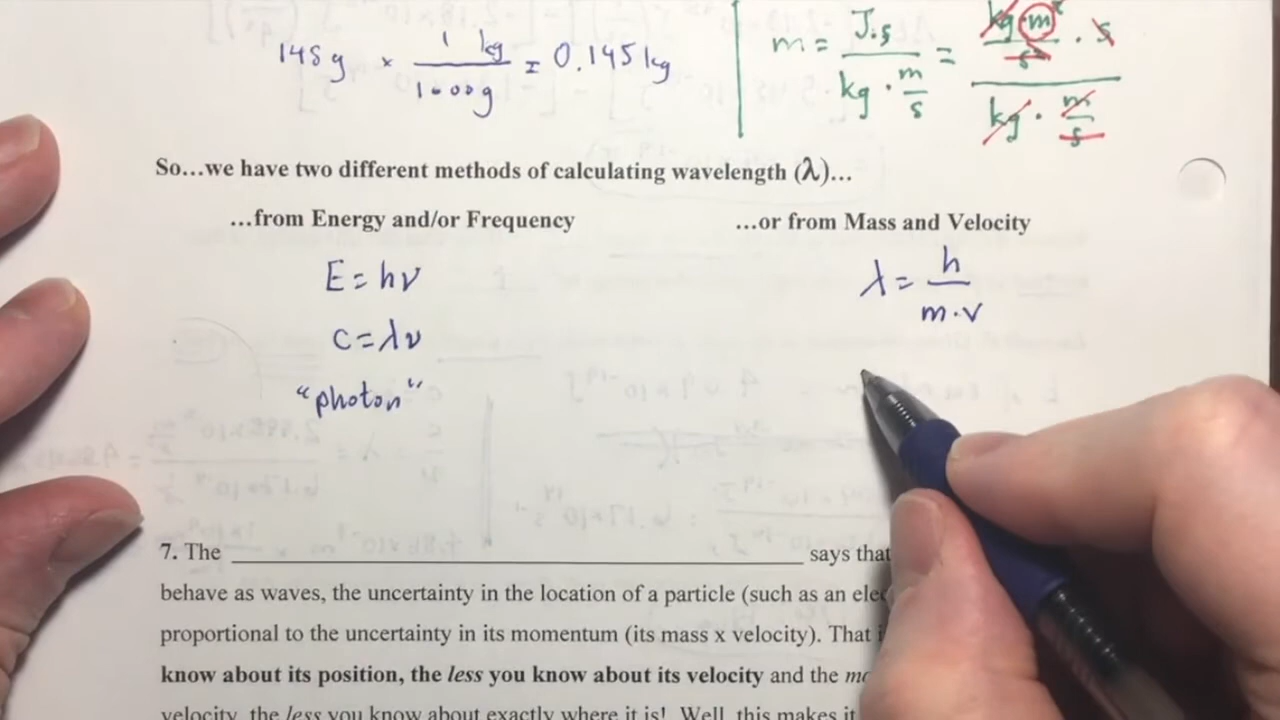 145g × 1 kg / 1000g = 0.145 kg
m = J·s / kg · m/s = kg · m² / s² · s / kg · m/s
So…we have two different methods of calculating wavelength (λ)…
…from Energy and/or Frequency
…or from Mass and Velocity
E = hν
c = λν
"photon"
λ = h / m·v
7. The ______ says that
behave as waves, the uncertainty in the location of a particle (such as an
proportional to the uncertainty in its momentum (its mass x velocity). That
know about its position, the less you know about its velocity and the
velocity, the less you know about exactly where it is! Well, this makes it